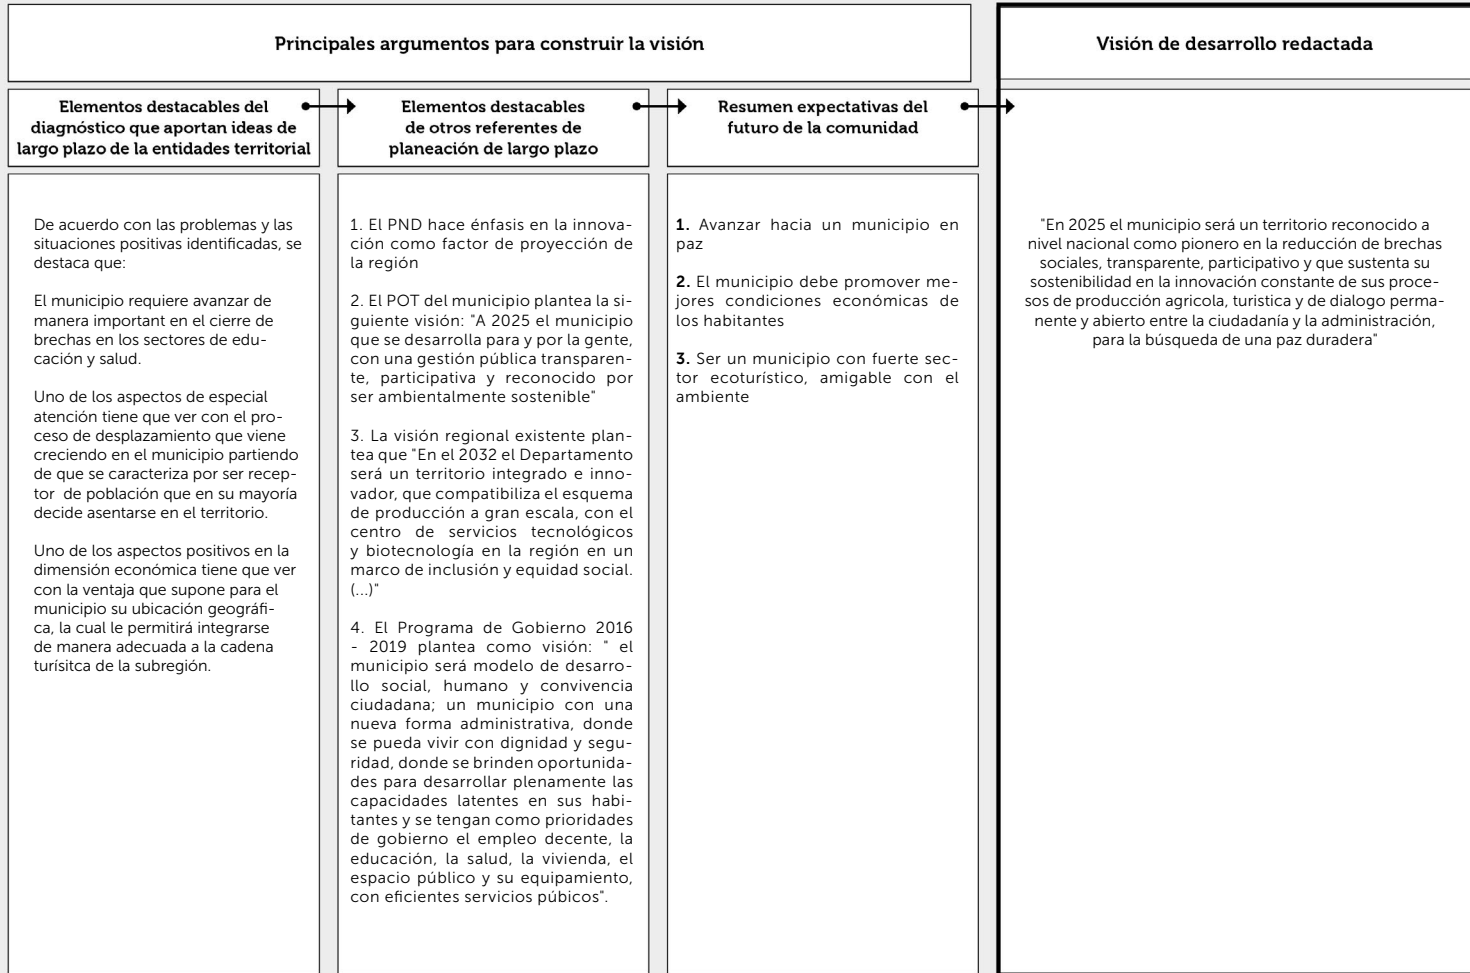 Principales argumentos para construir la visión
Visión de desarrollo redactada
Elementos destacables del
diagnóstico que aportan ideas de
largo plazo de la entidades territorial
Elementos destacables
de otros referentes de
planeación de largo plazo
Resumen expectativas del
futuro de la comunidad
De acuerdo con las problemas y las
situaciones positivas identificadas, se
destaca que:
El municipio requiere avanzar de
manera important en el cierre de
brechas en los sectores de edu-
cación y salud.
Uno de los aspectos de especial
atención tiene que ver con el pro-
ceso de desplazamiento que viene
creciendo en el municipio partiendo
de que se caracteriza por ser recep-
tor de población que en su mayoría
decide asentarse en el territorio.
Uno de los aspectos positivos en la
dimensión económica tiene que ver
con la ventaja que supone para el
municipio su ubicación geográfi-
ca, la cual le permitirá integrarse
de manera adecuada a la cadena
turísitca de la subregión.
1. El PND hace énfasis en la innova-
ción como factor de proyección de
la región
2. El POT del municipio plantea la si-
guiente visión: "A 2025 el municipio
que se desarrolla para y por la gente,
con una gestión pública transparen-
te, participativa y reconocido por
ser ambientalmente sostenible"
3. La visión regional existente plan-
tea que "En el 2032 el Departamento
será un territorio integrado e inno-
vador, que compatibiliza el esquema
de producción a gran escala, con el
centro de servicios tecnológicos
y biotecnología en la región en un
marco de inclusión y equidad social.
(...)"
4. El Programa de Gobierno 2016
- 2019 plantea como visión: " el
municipio será modelo de desarro-
llo social, humano y convivencia
ciudadana; un municipio con una
nueva forma administrativa, donde
se pueda vivir con dignidad y segu-
ridad, donde se brinden oportunida-
des para desarrollar plenamente las
capacidades latentes en sus habi-
tantes y se tengan como prioridades
de gobierno el empleo decente, la
educación, la salud, la vivienda, el
espacio público y su equipamiento,
con eficientes servicios púbicos".
1. Avanzar hacia un municipio en
paz
2. El municipio debe promover me-
jores condiciones económicas de
los habitantes
3. Ser un municipio con fuerte sec-
tor ecoturístico, amigable con el
ambiente
"En 2025 el municipio será un territorio reconocido a
nivel nacional como pionero en la reducción de brechas
sociales, transparente, participativo y que sustenta su
sostenibilidad en la innovación constante de sus proce-
sos de producción agricola, turistica y de dialogo perma-
nente y abierto entre la ciudadanía y la administración,
para la búsqueda de una paz duradera"